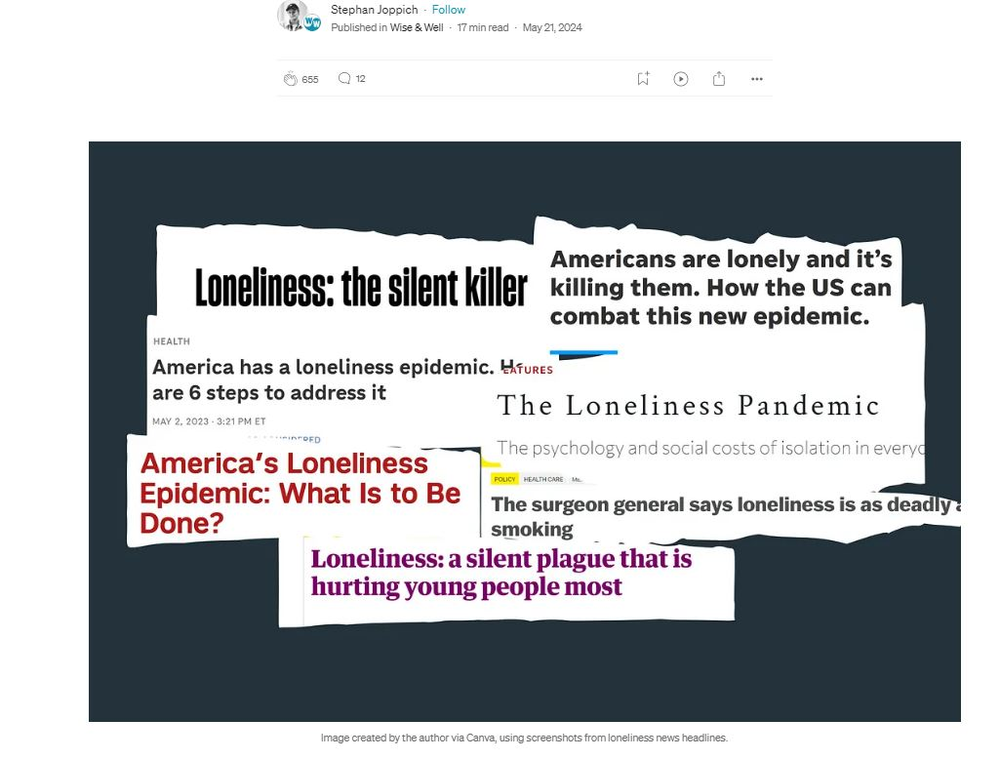 Stephan Joppich · Follow
Published in Wise & Well · 17 min read · May 21, 2024
655 12
Loneliness: the silent killer
Americans are lonely and it's
killing them. How the US can
combat this new epidemic.
HEALTH
America has a loneliness epidemic.
are 6 steps to address it
MAY 2, 2023 · 3:21 PM ET
EATURES
The Loneliness Pandemic
The psychology and social costs of isolation in everyd
America's Loneliness
Epidemic: What Is to Be
Done?
POLICY HEALTH CARE
The surgeon general says loneliness is as deadly a
smoking
Loneliness: a silent plague that is
hurting young people most
Image created by the author via Canva, using screenshots from loneliness news headlines.